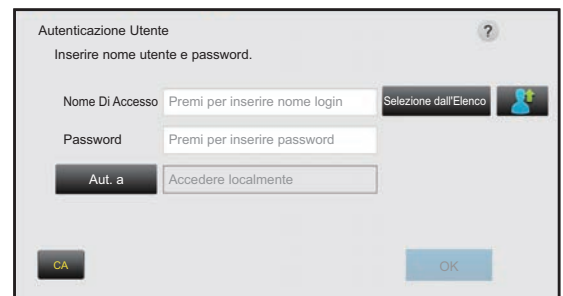 Autenticazione Utente
?
Inserire nome utente e password.
Nome Di Accesso Premi per inserire nome login Selezione dall'Elenco
Password Premi per inserire password
Aut. a Accedere localmente
CA OK